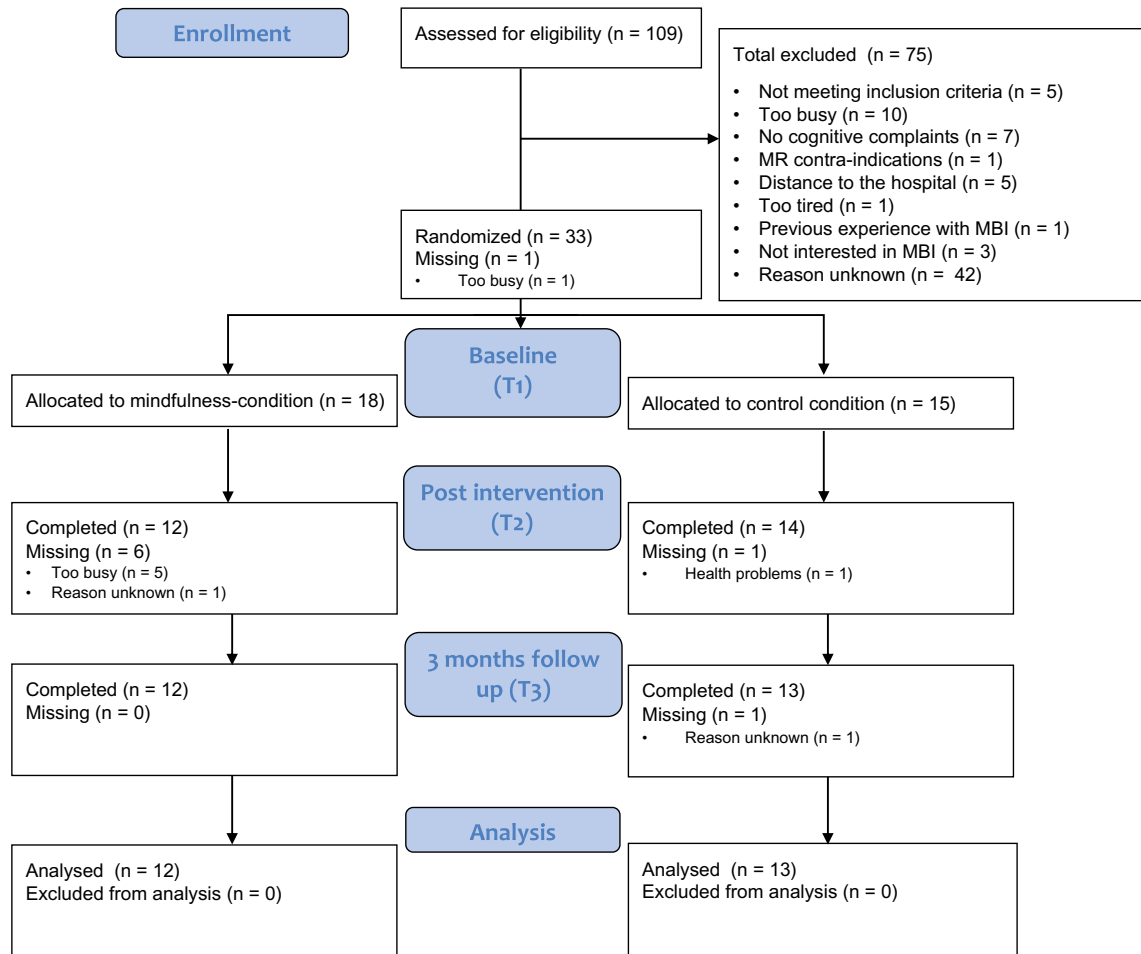 Enrollment
Assessed for eligibility (n = 109)
Total excluded  (n = 75)
• Not meeting inclusion criteria (n = 5)
• Too busy (n = 10)
• No cognitive complaints (n = 7)
• MR contra-indications (n = 1)
• Distance to the hospital (n = 5)
• Too tired (n = 1)
• Previous experience with MBI (n = 1)
• Not interested in MBI (n = 3)
• Reason unknown (n =  42)
Randomized (n = 33)
Missing (n = 1)
• Too busy (n = 1)
Baseline
(T1)
Allocated to mindfulness-condition (n = 18)
Allocated to control condition (n = 15)
Post intervention
(T2)
Completed (n = 12)
Missing (n = 6)
• Too busy (n = 5)
• Reason unknown (n = 1)
Completed (n = 14)
Missing (n = 1)
• Health problems (n = 1)
3 months follow
up (T3)
Completed (n = 12)
Missing (n = 0)
Completed (n = 13)
Missing (n = 1)
• Reason unknown (n = 1)
Analysis
Analysed  (n = 12)
Excluded from analysis (n = 0)
Analysed  (n = 13)
Excluded from analysis (n = 0)